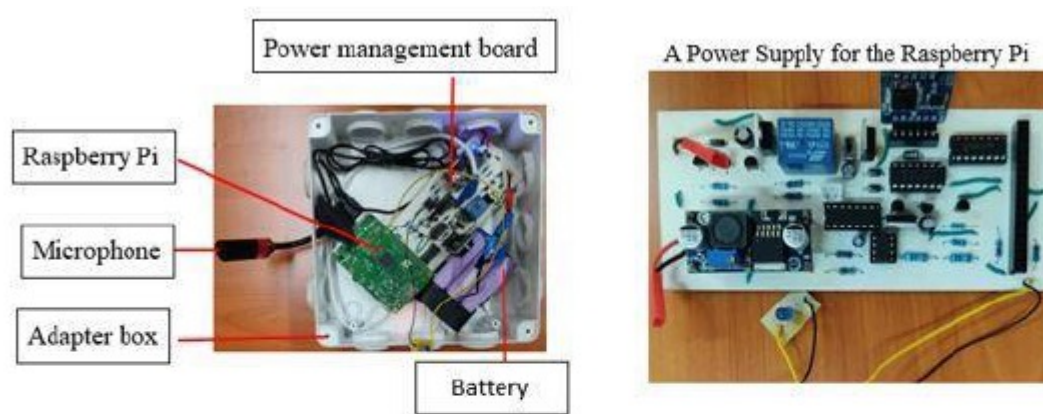 Power management board
Raspberry Pi
Microphone
Adapter box
Battery
A Power Supply for the Raspberry Pi